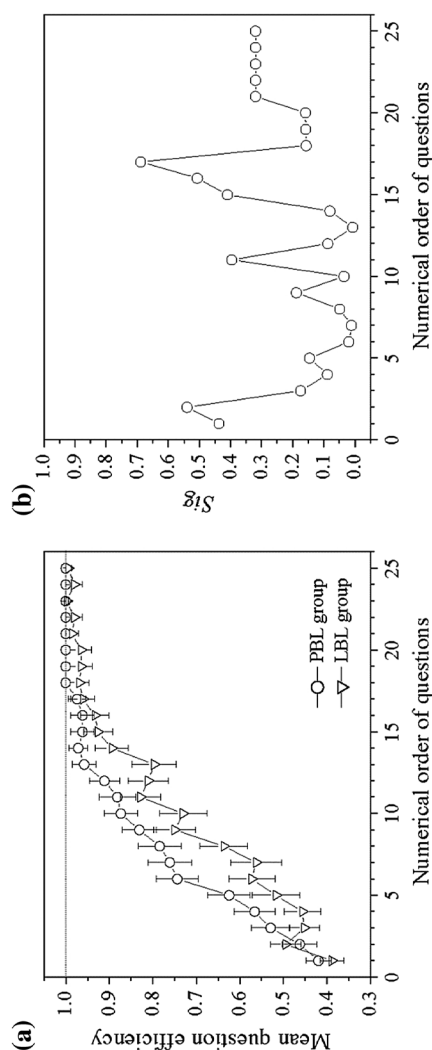 (a)
Mean question efficiency
1.0
0.9
0.8
0.7
0.6
0.5
0.4
0.3
0 5 10 15 20 25
Numerical order of questions
PBL group
LBL group
(b)
Sig
1.0
0.9
0.8
0.7
0.6
0.5
0.4
0.3
0.2
0.1
0.0
0 5 10 15 20 25
Numerical order of questions